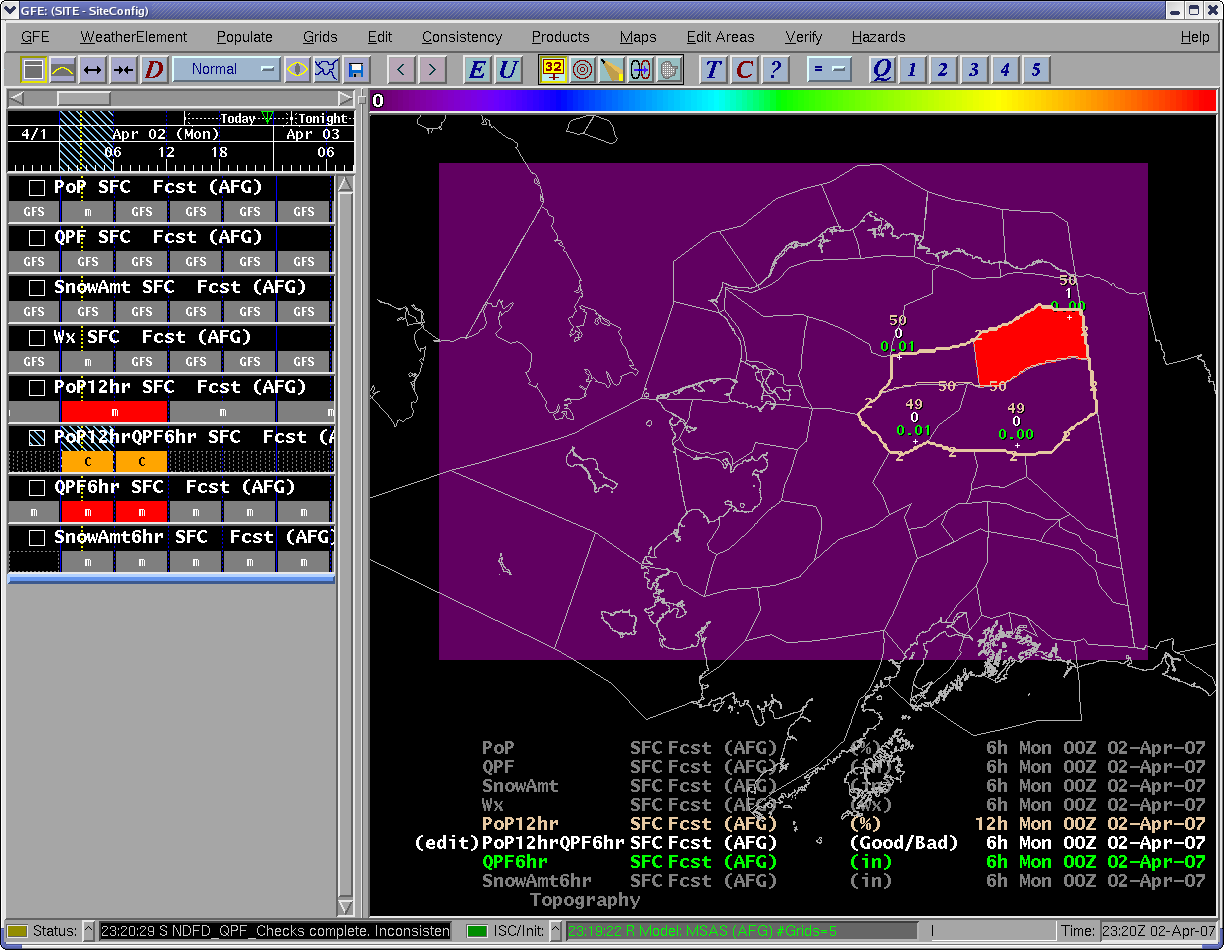 GFE: (SITE - SiteConfig)
GFE WeatherElement Populate Grids Edit Consistency Products Maps Edit Areas Verify Hazards Help
D Normal < > E U 32 T C ? = Q 1 2 3 4 5
0
Today Tonight
4/1 Apr 02 (Mon) Apr 03
06 12 18 06
PoP SFC Fcst (AFG)
GFS m GFS GFS GFS GFS
QPF SFC Fcst (AFG)
GFS GFS GFS GFS GFS GFS
SnowAmt SFC Fcst (AFG)
GFS GFS GFS GFS GFS GFS
Wx SFC Fcst (AFG)
GFS m GFS GFS GFS GFS
PoP12hr SFC Fcst (AFG)
m m m
PoP12hrQPF6hr SFC Fcst (A
C C
QPF6hr SFC Fcst (AFG)
m m m m m m
SnowAmt6hr SFC Fcst (AFG)
m m m m m
50
1
0.00
50
0
0.01
2 2
2
50 50 2
2
49 49
0 0
0.01 0.00
2
2 2 2
PoP SFC Fcst (AFG) (%) 6h Mon 00Z 02-Apr-07
QPF SFC Fcst (AFG) (in) 6h Mon 00Z 02-Apr-07
SnowAmt SFC Fcst (AFG) (in) 6h Mon 00Z 02-Apr-07
Wx SFC Fcst (AFG) (Wx) 6h Mon 00Z 02-Apr-07
PoP12hr SFC Fcst (AFG) (%) 12h Mon 00Z 02-Apr-07
(edit)PoP12hrQPF6hr SFC Fcst (AFG) (Good/Bad) 6h Mon 00Z 02-Apr-07
QPF6hr SFC Fcst (AFG) (in) 6h Mon 00Z 02-Apr-07
SnowAmt6hr SFC Fcst (AFG) (in) 6h Mon 00Z 02-Apr-07
Topography
Status: 23:20:29 S NDFD_QPF_Checks complete. Inconsisten ISC/Init: 23:19:22 R Model: MSAS (AFG) #Grids=5 Time: 23:20Z 02-Apr-07